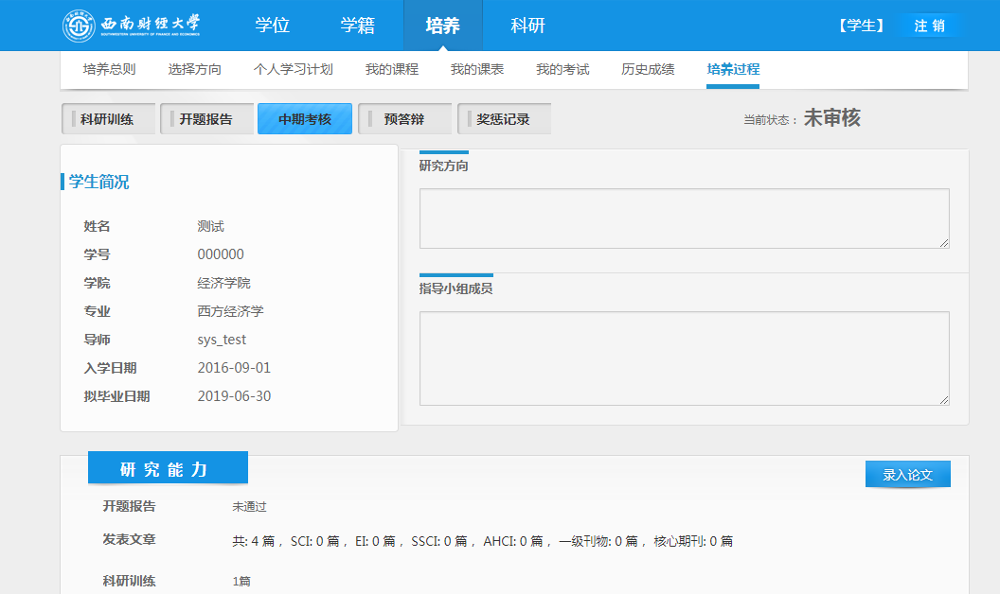 西南财经大学
SOUTHWESTERN UNIVERSITY OF FINANCE AND ECONOMICS
学位 学籍 培养 科研 【学生】 注 销
培养总则 选择方向 个人学习计划 我的课程 我的课表 我的考试 历史成绩 培养过程
科研训练 开题报告 中期考核 预答辩 奖惩记录 当前状态： 未审核
学生简况
姓名 测试
学号 000000
学院 经济学院
专业 西方经济学
导师 sys_test
入学日期 2016-09-01
拟毕业日期 2019-06-30
研究方向
指导小组成员
研究能力
录入论文
开题报告 未通过
发表文章 共: 4 篇 ， SCI: 0 篇 ， EI: 0 篇 ， SSCI: 0 篇 ， AHCI: 0 篇 ， 一级刊物: 0 篇 ， 核心期刊: 0 篇
科研训练 1篇